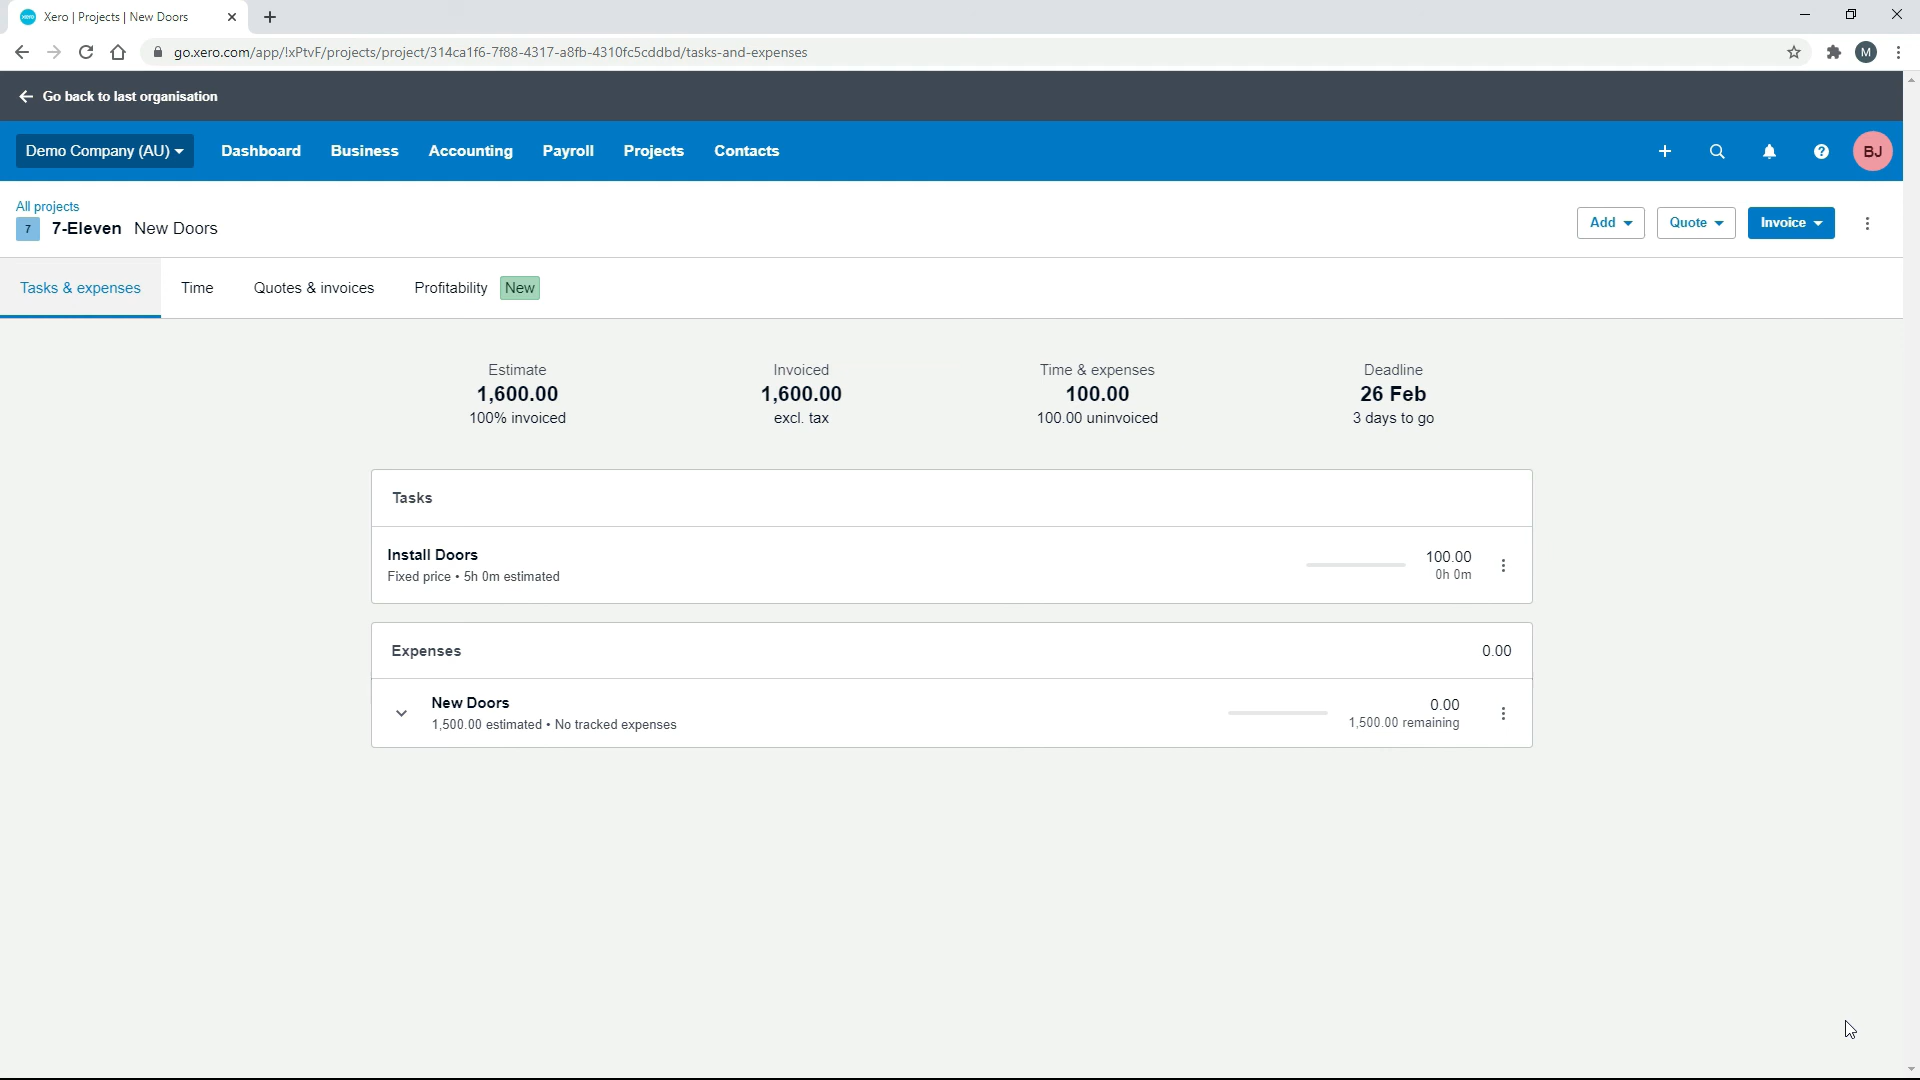 Xero | Projects | New Doors
go.xero.com/app/!xPtvF/projects/project/314ca1f6-7f88-4317-a8fb-4310fc5cddbd/tasks-and-expenses
M
Go back to last organisation
Demo Company (AU)
Dashboard
Business
Accounting
Payroll
Projects
Contacts
BJ
All projects
7
7-Eleven New Doors
Add
Quote
Invoice
Tasks & expenses
Time
Quotes & invoices
Profitability
New
Estimate
1,600.00
100% invoiced
Invoiced
1,600.00
excl. tax
Time & expenses
100.00
100.00 uninvoiced
Deadline
26 Feb
3 days to go
Tasks
Install Doors
Fixed price • 5h 0m estimated
100.00
0h 0m
Expenses
0.00
New Doors
1,500.00 estimated • No tracked expenses
0.00
1,500.00 remaining